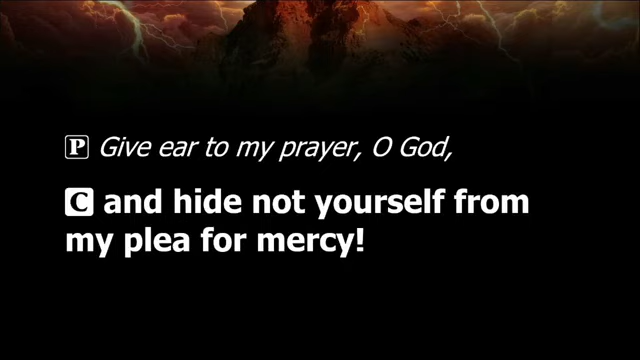 P Give ear to my prayer, O God,
C and hide not yourself from
my plea for mercy!